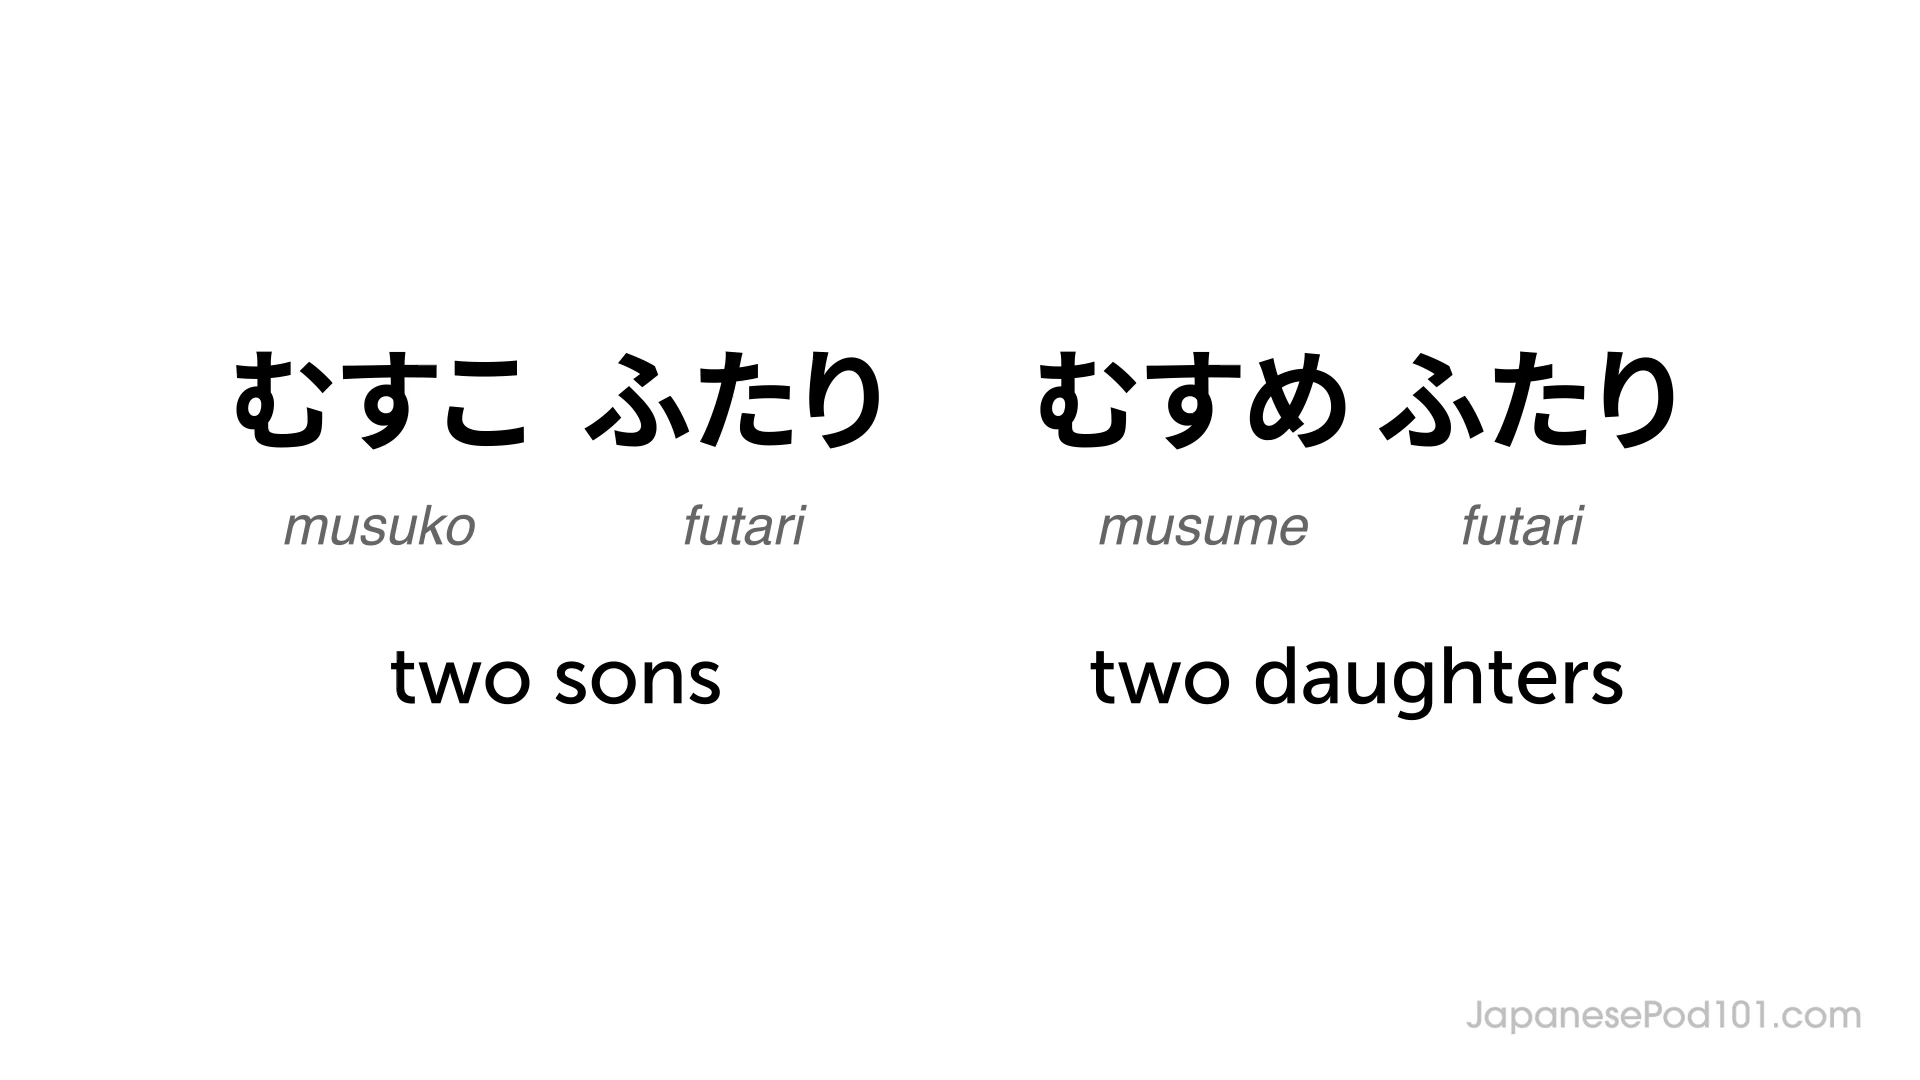 むすこ ふたり むすめ ふたり
musuko futari musume futari
two sons two daughters
JapanesePod101.com